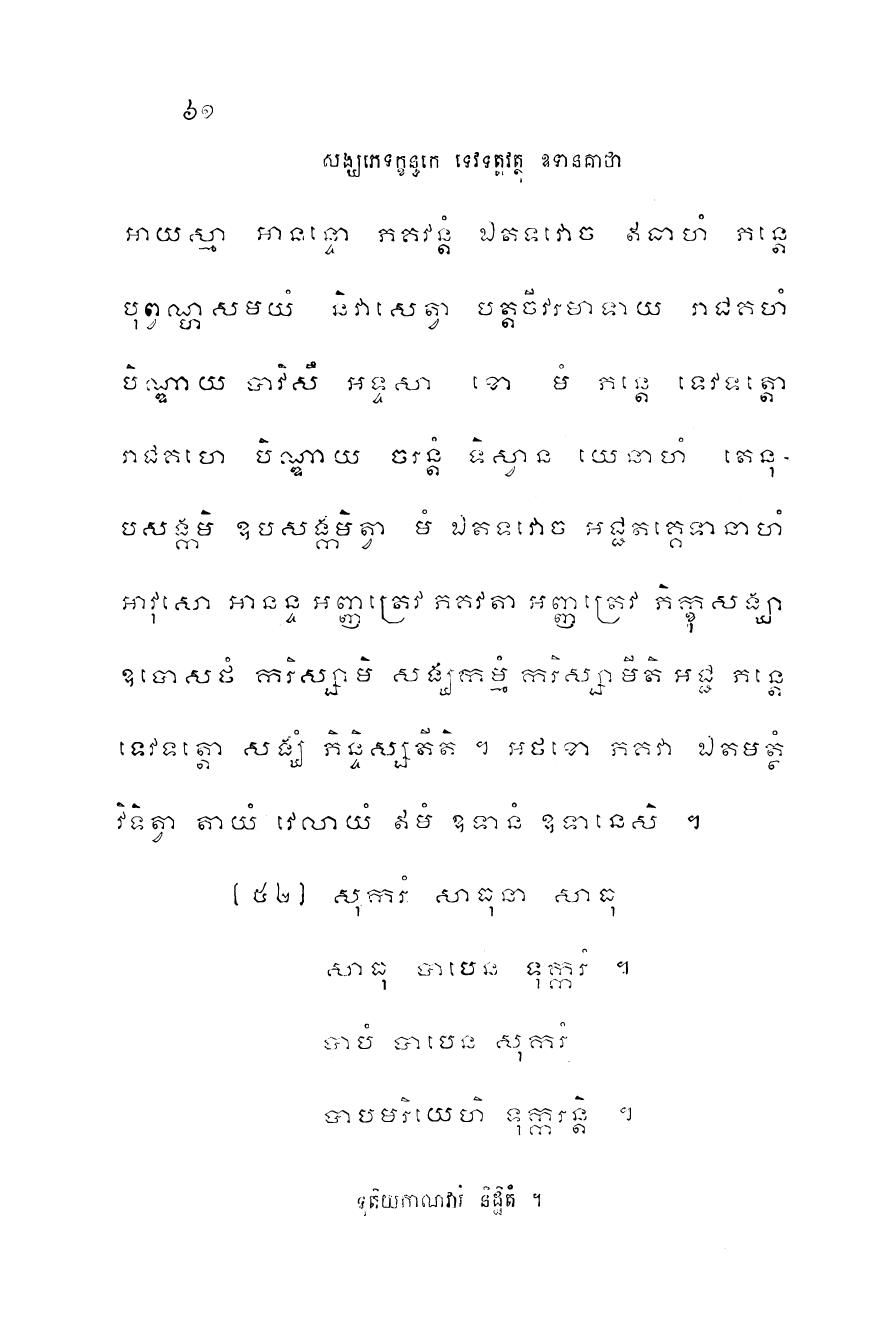 ៦១
សង្ឃភេទក្ខន្ធកេ ទេវទត្តវត្ថុ ឧទានគាថា
អាយស្មា អានន្ទោ ភគវន្តំ ឯតទវោច ឥធាហំ ភន្តេ
បុព្វណ្ហសមយំ និវាសេត្វា បត្តចីវរមាទាយ រាជគហំ
បិណ្ឌាយ បាវិសឹ អទ្ទសា ខោ មំ ភន្តេ ទេវទត្តោ
រាជគហេ បិណ្ឌាយ ចរន្តំ ទិស្វាន យេនាហំ តេនុ-
បសង្កមិ ឧបសង្កមិត្វា មំ ឯតទវោច អជ្ជតគ្គេទានាហំ
អាវុសោ អានន្ទ អញ្ញត្រេវ ភគវតា អញ្ញត្រេវ ភិក្ខុសង្ឃា
ឧបោសថំ ករិស្សាមិ សង្ឃកម្មំ ករិស្សាមីតិ អជ្ជ ភន្តេ
ទេវទត្តោ សង្ឃំ ភិន្ទិស្សតីតិ ។ អថខោ ភគវា ឯតមត្ថំ
វិទិត្វា តាយំ វេលាយំ ឥមំ ឧទានំ ឧទានេសិ ។
(៥៤) សុករំ សាធុនា សាធុ
សាធុ បាបេន ទុក្ករំ ។
បាបំ បាបេន សុករំ
បាបមរិយេហិ ទុក្ករន្តិ ។
ទុតិយភាណវារំ និដ្ឋិតំ ។